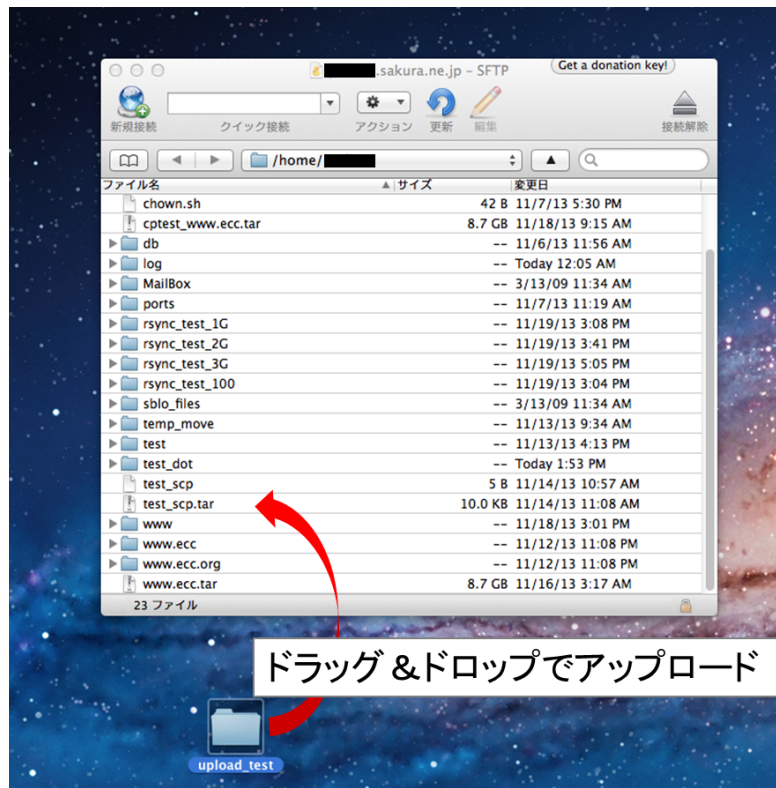 .sakura.ne.jp – SFTP
Get a donation key!
新規接続 クイック接続 アクション 更新 編集 接続解除
/home/
ファイル名 サイズ 変更日
chown.sh 42 B 11/7/13 5:30 PM
cptest_www.ecc.tar 8.7 GB 11/18/13 9:15 AM
db -- 11/6/13 11:56 AM
log -- Today 12:05 AM
MailBox -- 3/13/09 11:34 AM
ports -- 11/7/13 11:19 AM
rsync_test_1G -- 11/19/13 3:08 PM
rsync_test_2G -- 11/19/13 3:41 PM
rsync_test_3G -- 11/19/13 5:05 PM
rsync_test_100 -- 11/19/13 3:04 PM
sblo_files -- 3/13/09 11:34 AM
temp_move -- 11/13/13 9:34 AM
test -- 11/13/13 4:13 PM
test_dot -- Today 1:53 PM
test_scp 5 B 11/14/13 10:57 AM
test_scp.tar 10.0 KB 11/14/13 11:08 AM
www -- 11/18/13 3:01 PM
www.ecc -- 11/12/13 11:08 PM
www.ecc.org -- 11/12/13 11:08 PM
www.ecc.tar 8.7 GB 11/16/13 3:17 AM
23 ファイル
ドラッグ &ドロップでアップロード
upload_test